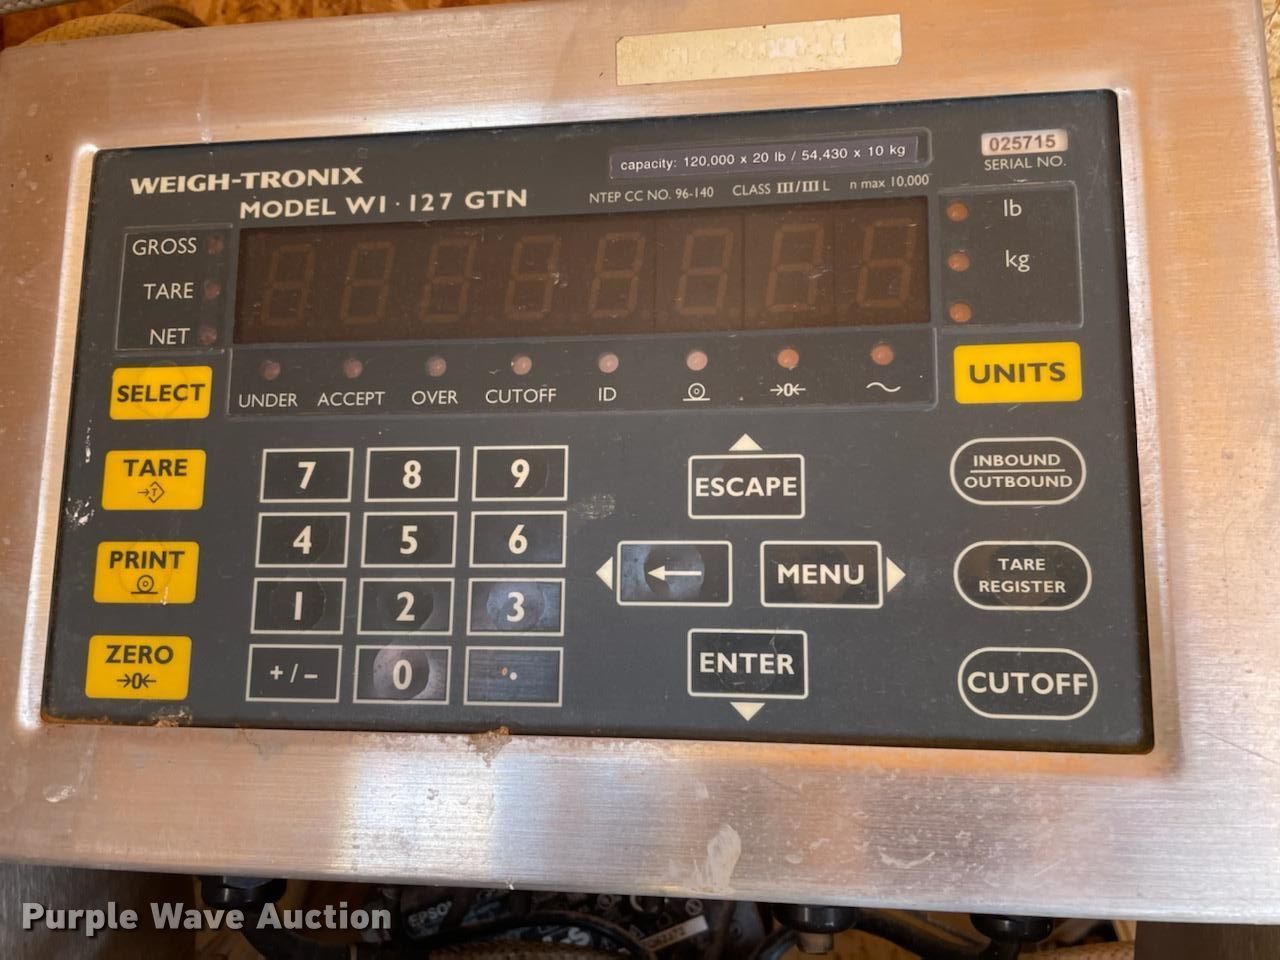 capacity: 120,000 x 20 lb / 54,430 x 10 kg
025715
SERIAL NO.
WEIGH-TRONIX
MODEL WI·127 GTN
NTEP CC NO. 96-140 CLASS III/III L n max 10,000
GROSS
TARE
NET
lb
kg
UNDER ACCEPT OVER CUTOFF ID →0← ~
SELECT
UNITS
TARE
→T←
PRINT
ZERO
→0←
7 8 9
4 5 6
1 2 3
+/− 0 .
ESCAPE
← MENU
ENTER
INBOUND
OUTBOUND
TARE
REGISTER
CUTOFF
EPSON
Purple Wave Auction